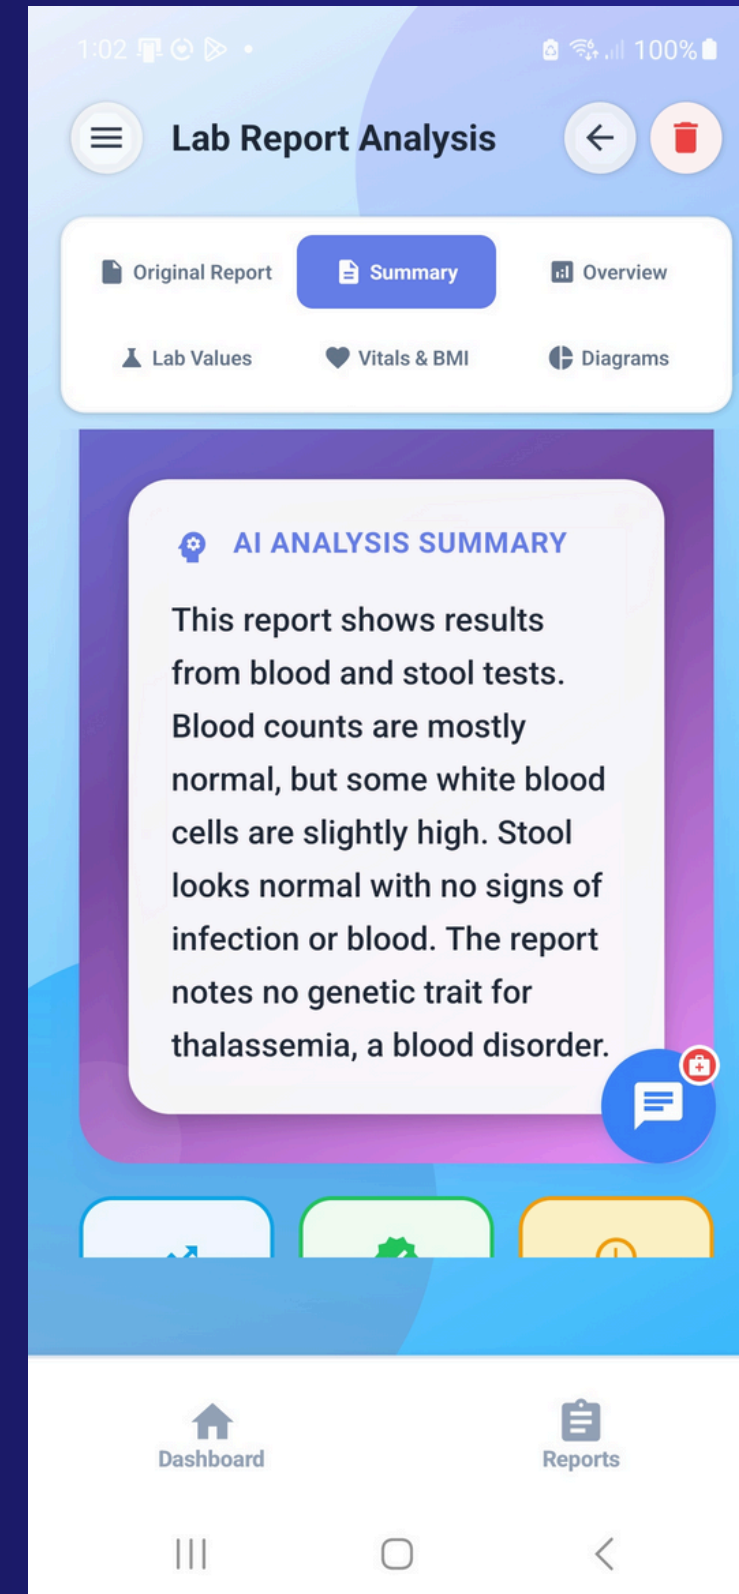 1:02
100%
Lab Report Analysis
Original Report
Summary
Overview
Lab Values
Vitals & BMI
Diagrams
AI ANALYSIS SUMMARY
This report shows results
from blood and stool tests.
Blood counts are mostly
normal, but some white blood
cells are slightly high. Stool
looks normal with no signs of
infection or blood. The report
notes no genetic trait for
thalassemia, a blood disorder.
Dashboard
Reports